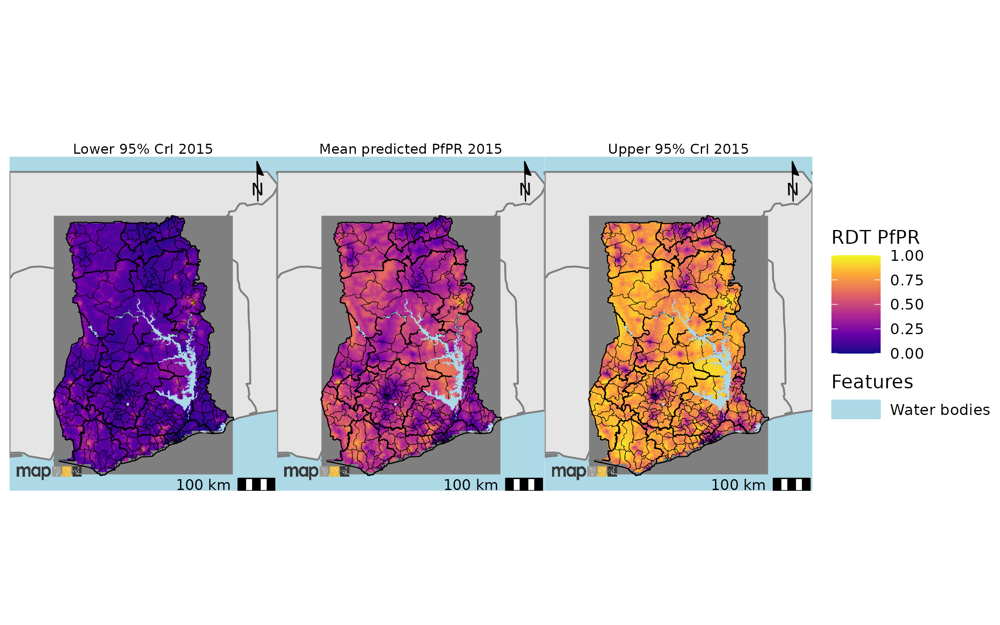 Lower 95% CrI 2015
Mean predicted PfPR 2015
Upper 95% CrI 2015
N
N
N
map
100 km
map
100 km
map
100 km
RDT PfPR
1.00
0.75
0.50
0.25
0.00
Features
Water bodies